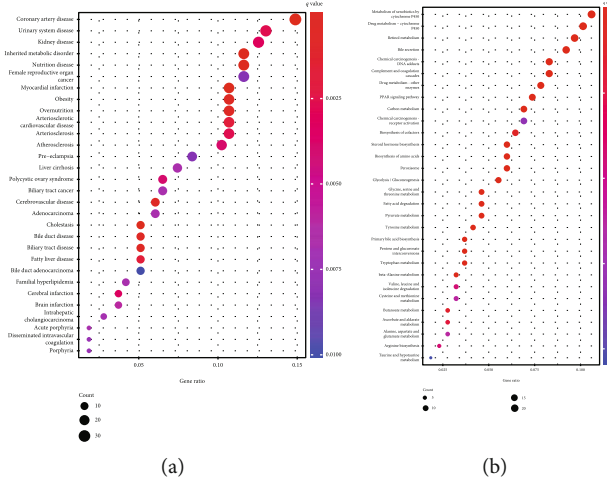 q value
Coronary artery disease
Urinary system disease
Kidney disease
Inherited metabolic disorder
Nutrition disease
Female reproductive organ
cancer
Myocardial infarction
Obesity
Overnutrition
Arteriosclerotic
cardiovascular disease
Arteriosclerosis
Atherosclerosis
Pre-eclampsia
Liver cirrhosis
Polycystic ovary syndrome
Biliary tract cancer
Cerebrovascular disease
Adenocarcinoma
Cholestasis
Bile duct disease
Biliary tract disease
Fatty liver disease
Bile duct adenocarcinoma
Familial hyperlipidemia
Cerebral infarction
Brain infarction
Intrahepatic
cholangiocarcinoma
Acute porphyria
Disseminated intravascular
coagulation
Porphyria
0.05
0.10
0.15
Gene ratio
0.0025
0.0050
0.0075
0.0100
Count
10
20
30
(a)
Metabolism of xenobiotics by
cytochrome P450
Drug metabolism - cytochrome
P450
Retinol metabolism
Bile secretion
Chemical carcinogenesis -
DNA adducts
Complement and coagulation
cascades
Drug metabolism - other
enzymes
PPAR signaling pathway
Carbon metabolism
Chemical carcinogenesis -
receptor activation
Biosynthesis of cofactors
Steroid hormone biosynthesis
Biosynthesis of amino acids
Peroxisome
Glycolysis / Gluconeogenesis
Glycine, serine and
threonine metabolism
Fatty acid degradation
Pyruvate metabolism
Tyrosine metabolism
Primary bile acid biosynthesis
Pentose and glucuronate
interconversions
Tryptophan metabolism
beta-Alanine metabolism
Valine, leucine and
isoleucine degradation
Cysteine and methionine
metabolism
Butanoate metabolism
Ascorbate and aldarate
metabolism
Alanine, aspartate and
glutamate metabolism
Arginine biosynthesis
Taurine and hypotaurine
metabolism
0.025
0.050
0.075
0.100
Gene ratio
Count
10
15
20
(b)